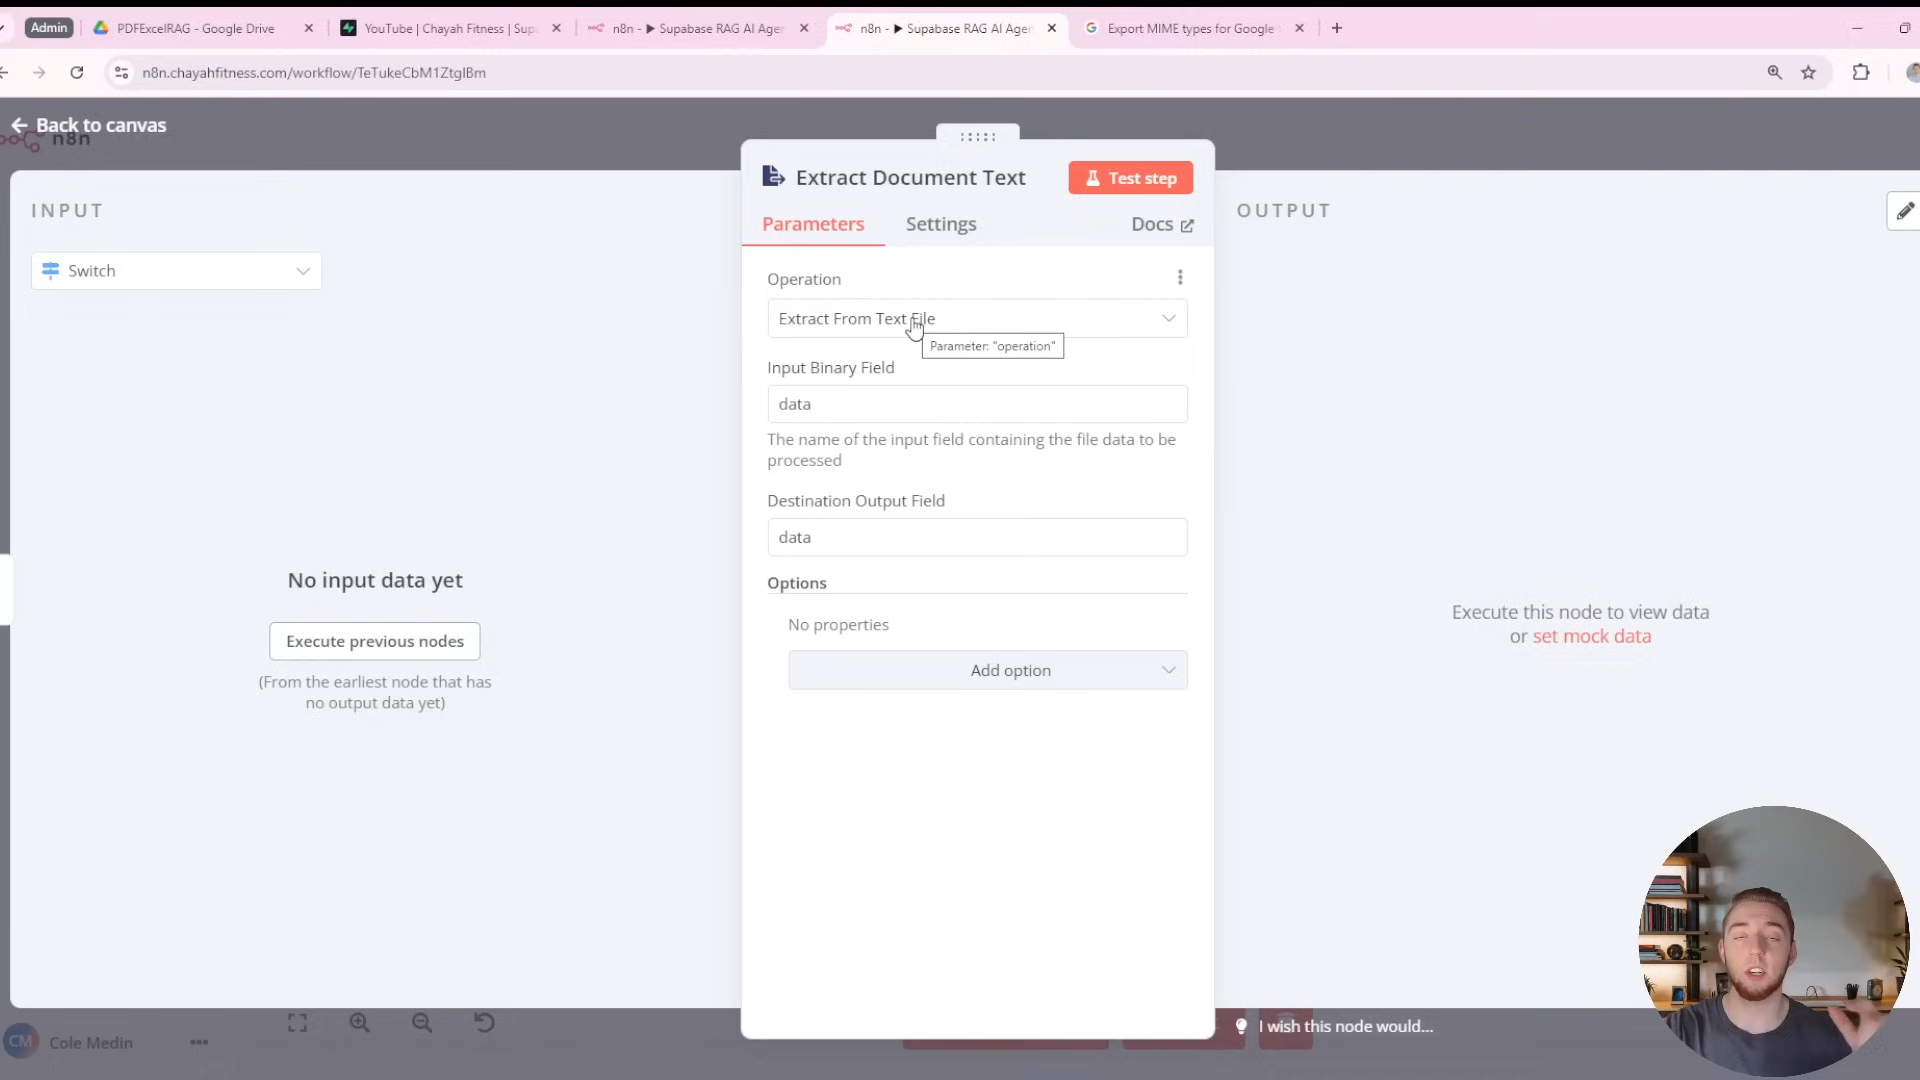 Admin
PDFExcelRAG - Google Drive
YouTube | Chayah Fitness | Sup
n8n - ▶ Supabase RAG AI Age
n8n - ▶ Supabase RAG AI Agen
Export MIME types for Google
n8n.chayahfitness.com/workflow/TeTukeCbM1ZtgIBm
Back to canvas
n8n
INPUT
Switch
No input data yet
Execute previous nodes
(From the earliest node that has
no output data yet)
Extract Document Text
Test step
Parameters
Settings
Docs
Operation
Extract From Text File
Parameter: "operation"
Input Binary Field
data
The name of the input field containing the file data to be
processed
Destination Output Field
data
Options
No properties
Add option
OUTPUT
Execute this node to view data
or set mock data
I wish this node would...
CM
Cole Medin